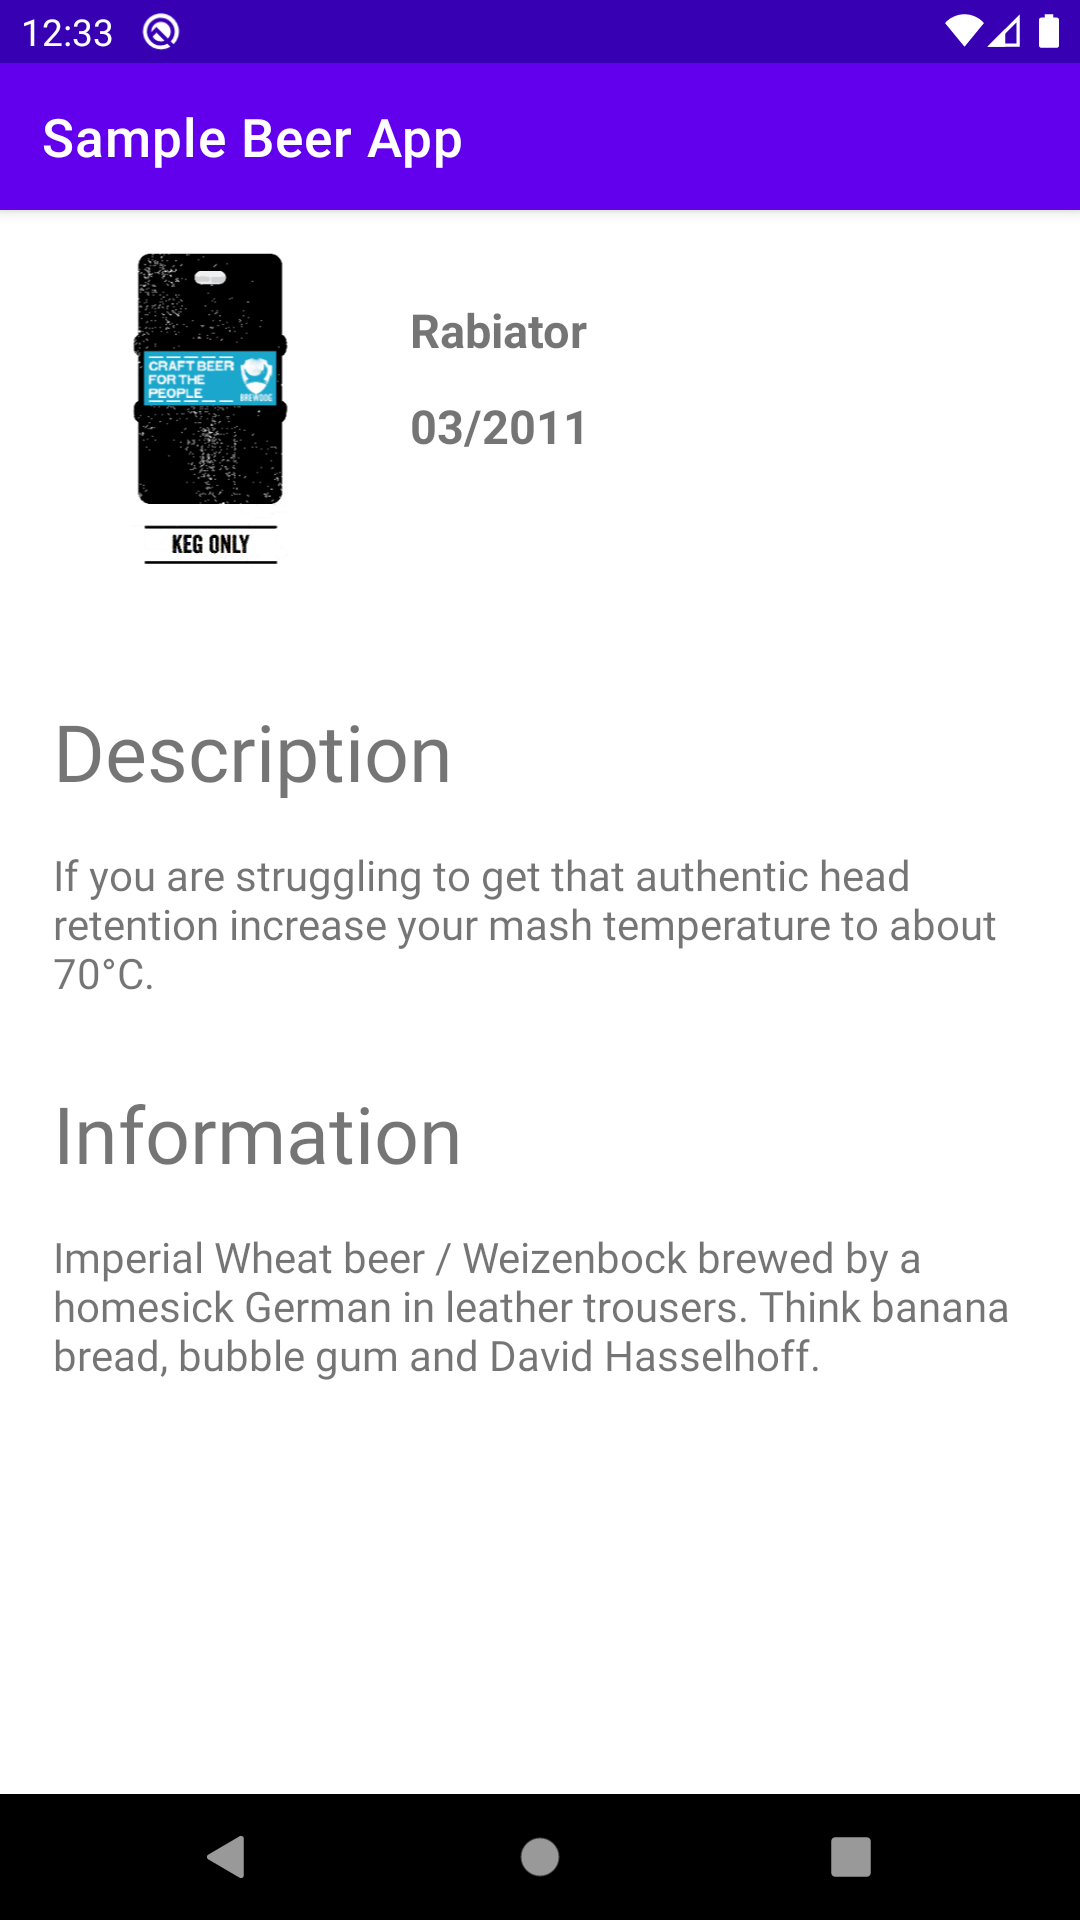 12:33
Sample Beer App
CRAFT BEER
FOR THE
PEOPLE
BREWDOG
KEG ONLY
Rabiator
03/2011
Description
If you are struggling to get that authentic head
retention increase your mash temperature to about
70°C.
Information
Imperial Wheat beer / Weizenbock brewed by a
homesick German in leather trousers. Think banana
bread, bubble gum and David Hasselhoff.